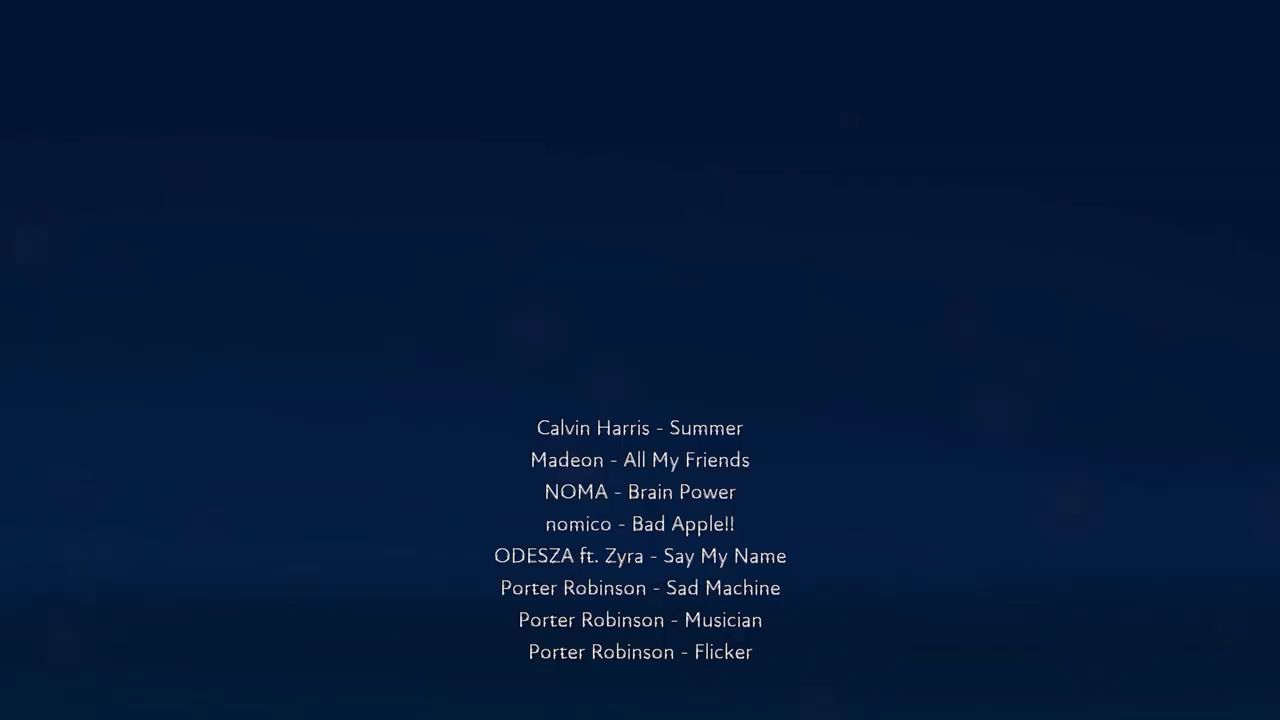 Calvin Harris - Summer
Madeon - All My Friends
NOMA - Brain Power
nomico - Bad Apple!!
ODESZA ft. Zyra - Say My Name
Porter Robinson - Sad Machine
Porter Robinson - Musician
Porter Robinson - Flicker